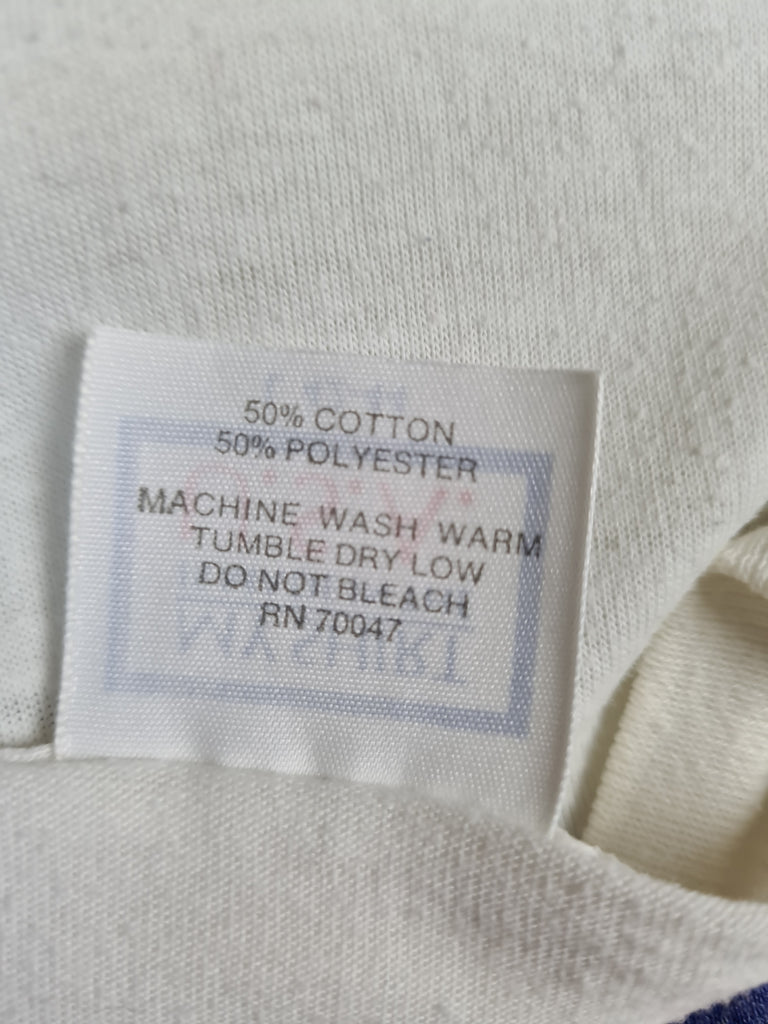 50% COTTON
50% POLYESTER
MACHINE WASH WARM
TUMBLE DRY LOW
DO NOT BLEACH
RN 70047